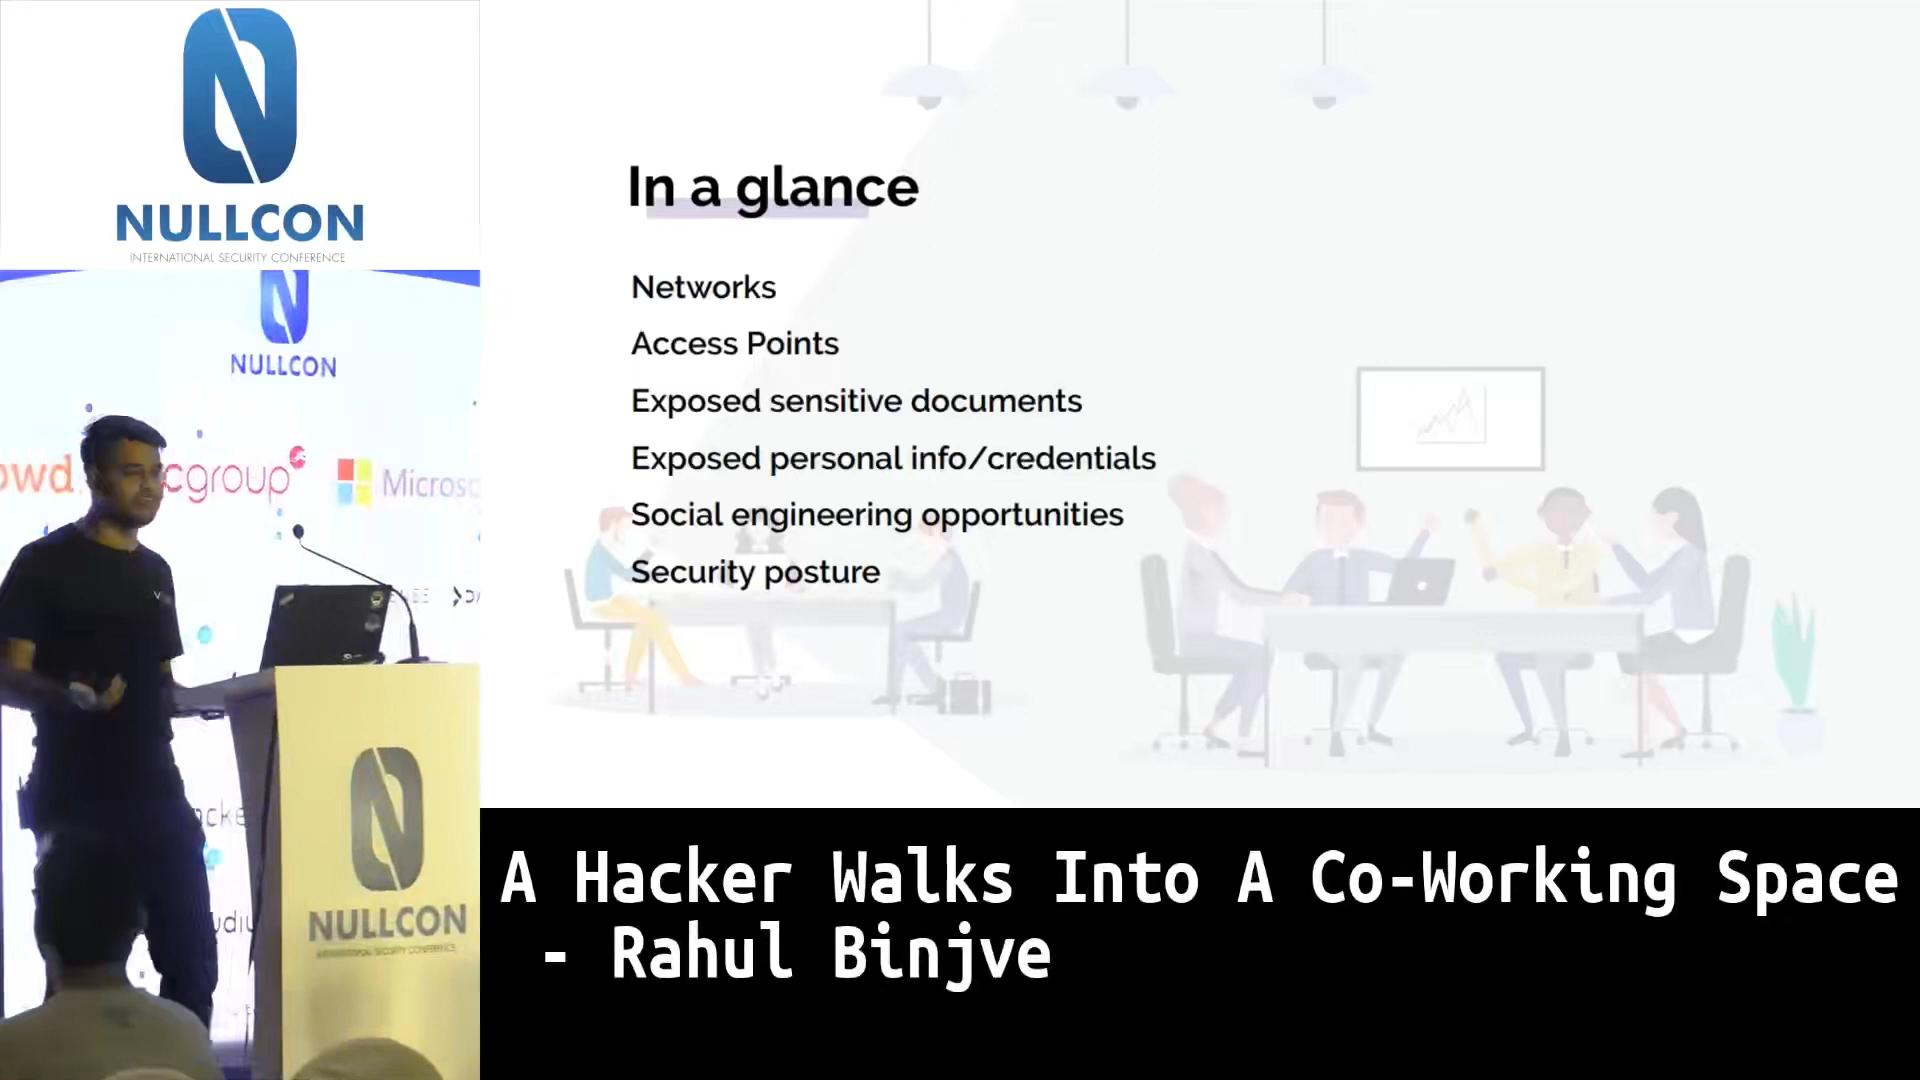 NULLCON
INTERNATIONAL SECURITY CONFERENCE
NULLCON
cgroup
NULLCON
In a glance
Networks
Access Points
Exposed sensitive documents
Exposed personal info/credentials
Social engineering opportunities
Security posture
A Hacker Walks Into A Co-Working Space
- Rahul Binjve